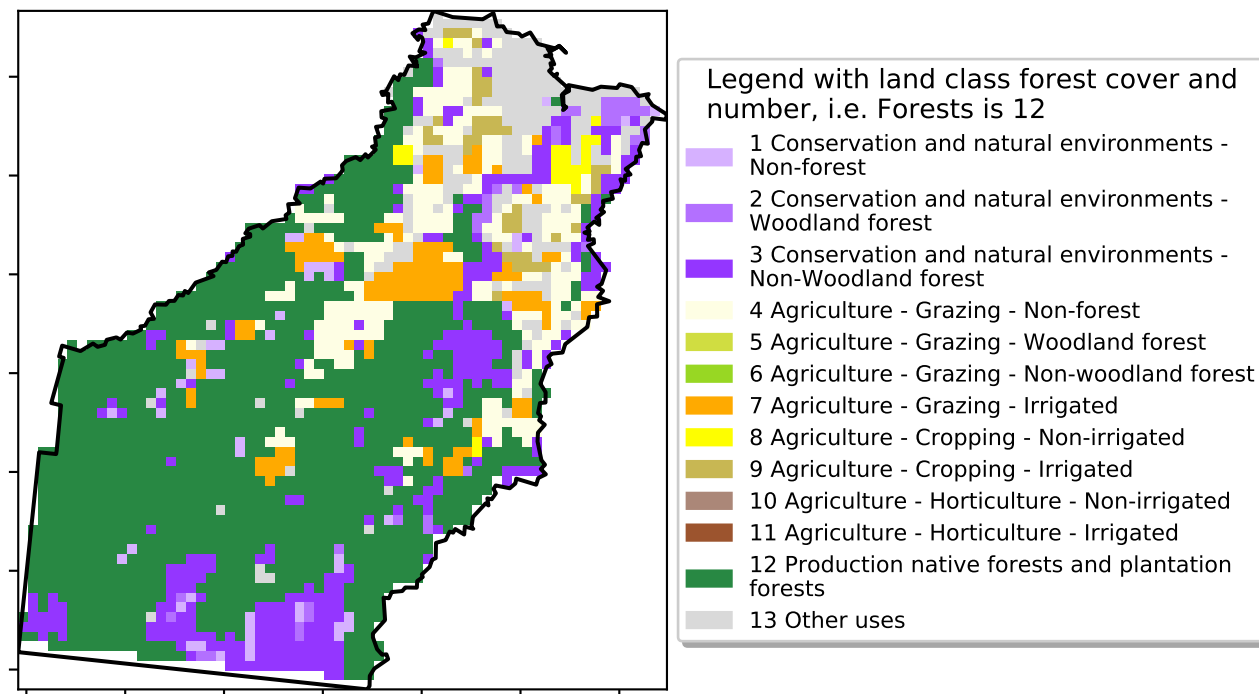 Legend with land class forest cover and
number, i.e. Forests is 12
1 Conservation and natural environments -
Non-forest
2 Conservation and natural environments -
Woodland forest
3 Conservation and natural environments -
Non-Woodland forest
4 Agriculture - Grazing - Non-forest
5 Agriculture - Grazing - Woodland forest
6 Agriculture - Grazing - Non-woodland forest
7 Agriculture - Grazing - Irrigated
8 Agriculture - Cropping - Non-irrigated
9 Agriculture - Cropping - Irrigated
10 Agriculture - Horticulture - Non-irrigated
11 Agriculture - Horticulture - Irrigated
12 Production native forests and plantation
forests
13 Other uses